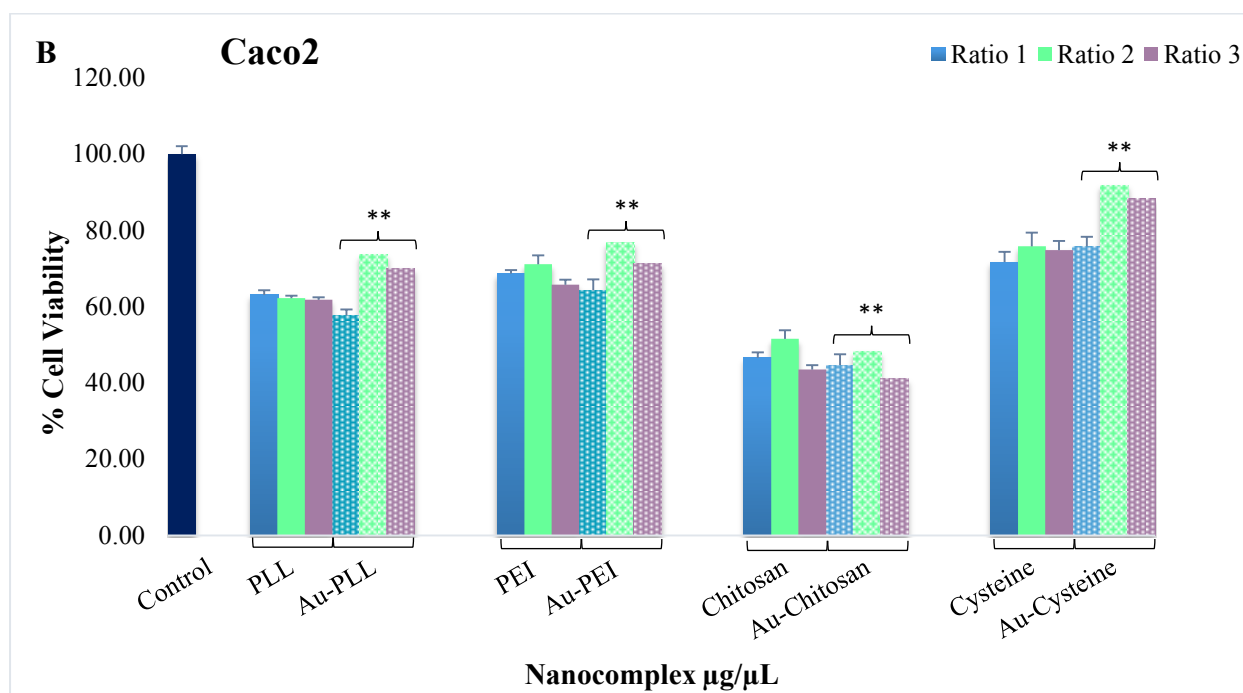 B Caco2
Ratio 1 Ratio 2 Ratio 3
120.00
100.00
80.00
60.00
40.00
20.00
0.00
% Cell Viability
**
**
**
**
Control
PLL
Au-PLL
PEI
Au-PEI
Chitosan
Au-Chitosan
Cysteine
Au-Cysteine
Nanocomplex µg/µL